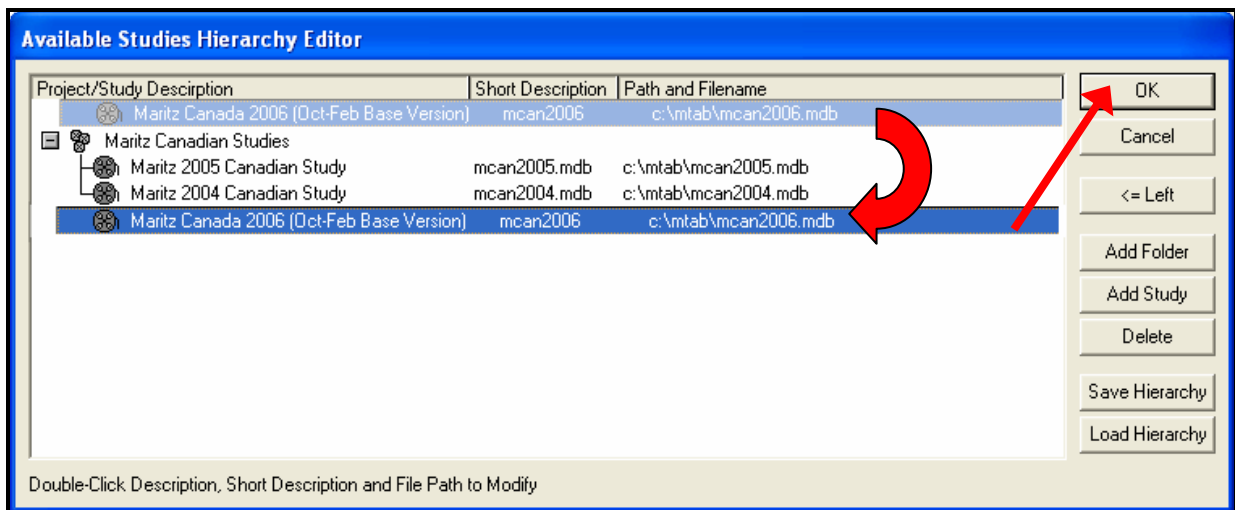 Available Studies Hierarchy Editor
Project/Study Descirption Short Description Path and Filename
Maritz Canada 2006 (Oct-Feb Base Version) mcan2006 c:\mtab\mcan2006.mdb
Maritz Canadian Studies
Maritz 2005 Canadian Study mcan2005.mdb c:\mtab\mcan2005.mdb
Maritz 2004 Canadian Study mcan2004.mdb c:\mtab\mcan2004.mdb
Maritz Canada 2006 (Oct-Feb Base Version) mcan2006 c:\mtab\mcan2006.mdb
OK
Cancel
<= Left
Add Folder
Add Study
Delete
Save Hierarchy
Load Hierarchy
Double-Click Description, Short Description and File Path to Modify